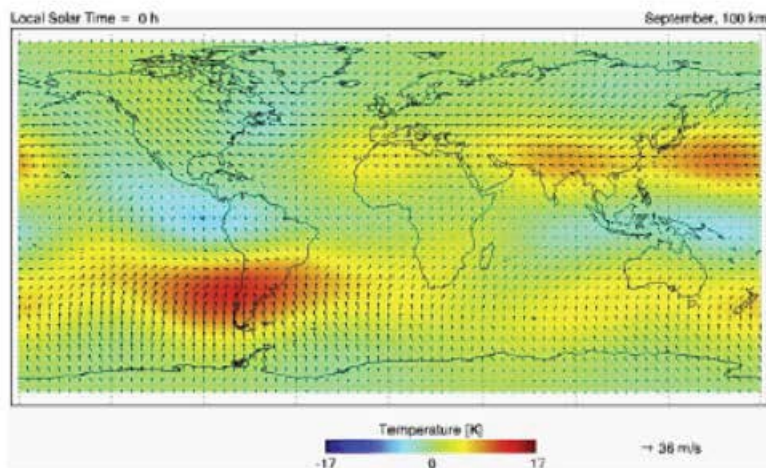 Local Solar Time = 0 h
September, 100 km
Temperature [K]
-17 0 17
→ 36 m/s